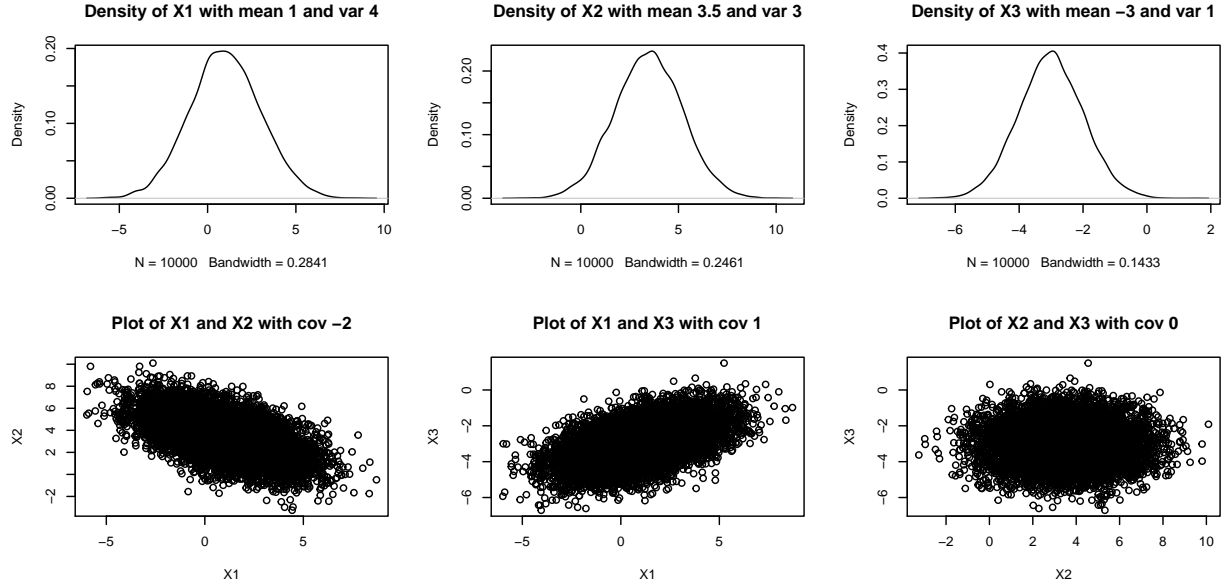 Density of X1 with mean 1 and var 4
Density
0.00 0.10 0.20
−5 0 5 10
N = 10000 Bandwidth = 0.2841
Density of X2 with mean 3.5 and var 3
Density
0.00 0.10 0.20
0 5 10
N = 10000 Bandwidth = 0.2461
Density of X3 with mean −3 and var 1
Density
0.0 0.1 0.2 0.3 0.4
−6 −4 −2 0 2
N = 10000 Bandwidth = 0.1433
Plot of X1 and X2 with cov −2
X2
−2 2 4 6 8
−5 0 5
X1
Plot of X1 and X3 with cov 1
X3
−6 −4 −2 0
−5 0 5
X1
Plot of X2 and X3 with cov 0
X3
−6 −4 −2 0
−2 0 2 4 6 8 10
X2